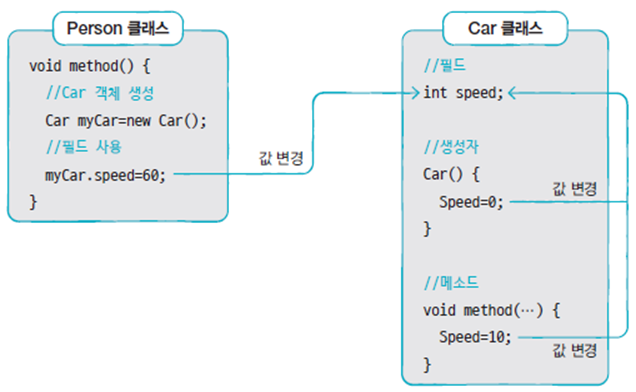 Person 클래스
void method() {
//Car 객체 생성
Car myCar=new Car();
//필드 사용
myCar.speed=60;
}
값 변경
Car 클래스
//필드
int speed;
//생성자
Car() {
Speed=0;
값 변경
}
//메소드
void method(…) {
Speed=10;
값 변경
}